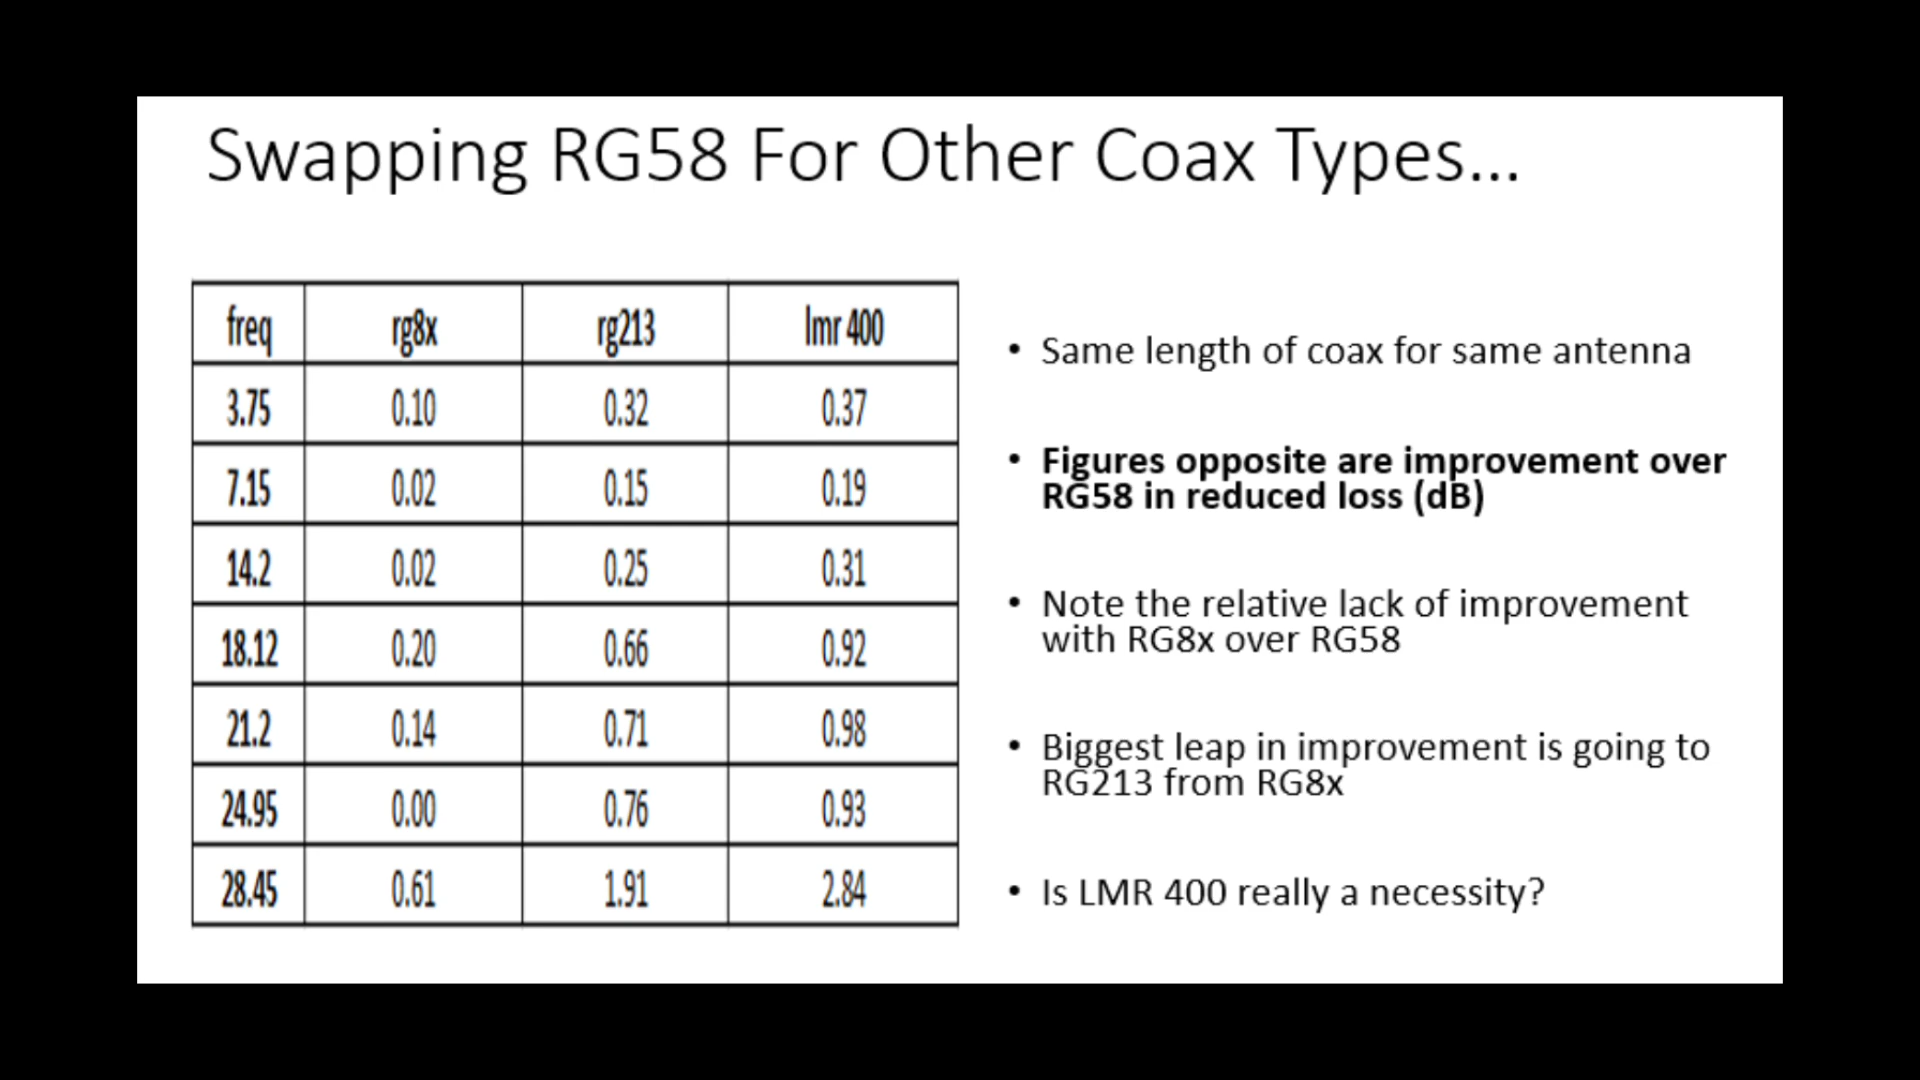 Swapping RG58 For Other Coax Types...
freq rg8x rg213 lmr 400
3.75 0.10 0.32 0.37
7.15 0.02 0.15 0.19
14.2 0.02 0.25 0.31
18.12 0.20 0.66 0.92
21.2 0.14 0.71 0.98
24.95 0.00 0.76 0.93
28.45 0.61 1.91 2.84
• Same length of coax for same antenna
• Figures opposite are improvement over
RG58 in reduced loss (dB)
• Note the relative lack of improvement
with RG8x over RG58
• Biggest leap in improvement is going to
RG213 from RG8x
• Is LMR 400 really a necessity?